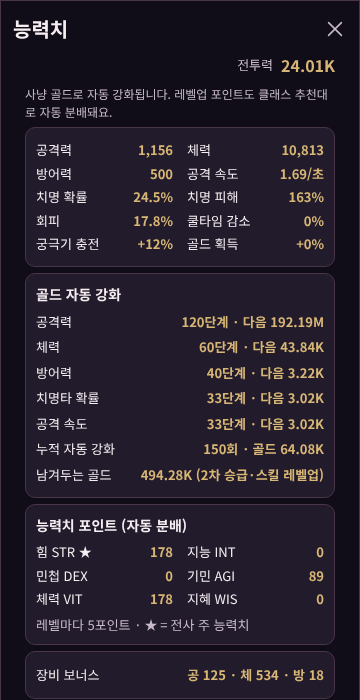 능력치
전투력 24.01K
사냥 골드로 자동 강화됩니다. 레벨업 포인트도 클래스 추천대
로 자동 분배돼요.
공격력 1,156 체력 10,813
방어력 500 공격 속도 1.69/초
치명 확률 24.5% 치명 피해 163%
회피 17.8% 쿨타임 감소 0%
궁극기 충전 +12% 골드 획득 +0%
골드 자동 강화
공격력 120단계 · 다음 192.19M
체력 60단계 · 다음 43.84K
방어력 40단계 · 다음 3.22K
치명타 확률 33단계 · 다음 3.02K
공격 속도 33단계 · 다음 3.02K
누적 자동 강화 150회 · 골드 64.08K
남겨두는 골드 494.28K (2차 승급·스킬 레벨업)
능력치 포인트 (자동 분배)
힘 STR ★ 178 지능 INT 0
민첩 DEX 0 기민 AGI 89
체력 VIT 178 지혜 WIS 0
레벨마다 5포인트 · ★ = 전사 주 능력치
장비 보너스 공 125 · 체 534 · 방 18